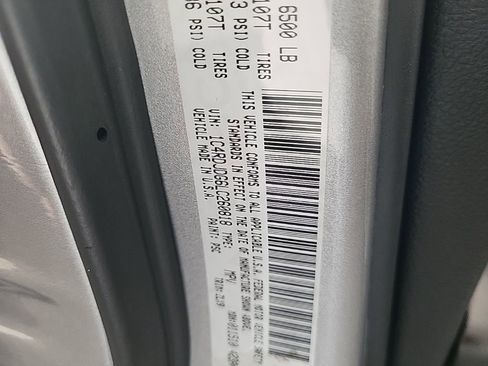 6500 LB
107T TIRES
3 PSI) COLD
107T TIRES
6 PSI) COLD
THIS VEHICLE CONFORMS TO ALL APPLICABLE U.S.A. FEDERAL MOTOR VEHICLE SAFETY
STANDARDS IN EFFECT ON THE DATE OF MANUFACTURE SHOWN ABOVE.
VIN: 1C4RDJDG6LC260818 TYPE: MPV
VEHICLE MADE IN U.S.A. PAINT: PSC